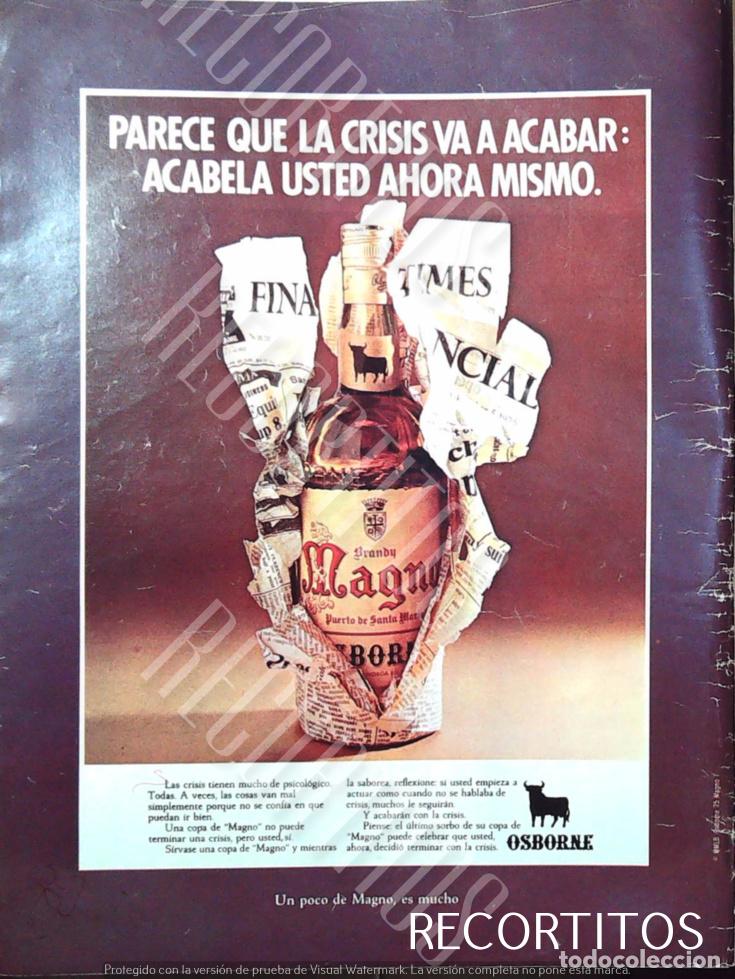 PARECE QUE LA CRISIS VA A ACABAR:
ACABELA USTED AHORA MISMO.
FINA
TIMES
NCIAL
Equi
up 8
Brandy
Magno
Puerto de Santa Mar
BOR
Las crisis tienen mucho de psicológico.
Todas. A veces, las cosas van mal
simplemente porque no se confía en que
puedan ir bien.
Una copa de "Magno" no puede
terminar una crisis, pero usted, sí.
Sírvase una copa de "Magno" y mientras
la saborea, reflexione: si usted empieza a
actuar como cuando no se hablaba de
crisis, muchos le seguirán.
Y acabarán con la crisis.
Piense: el último sorbo de su copa de
"Magno" puede celebrar que usted,
ahora, decidió terminar con la crisis.
OSBORNE
Un poco de Magno, es mucho
RECORTITOS
todocoleccion
Protegido con la versión de prueba de Visual Watermark. La versión completa no pone esta marca.